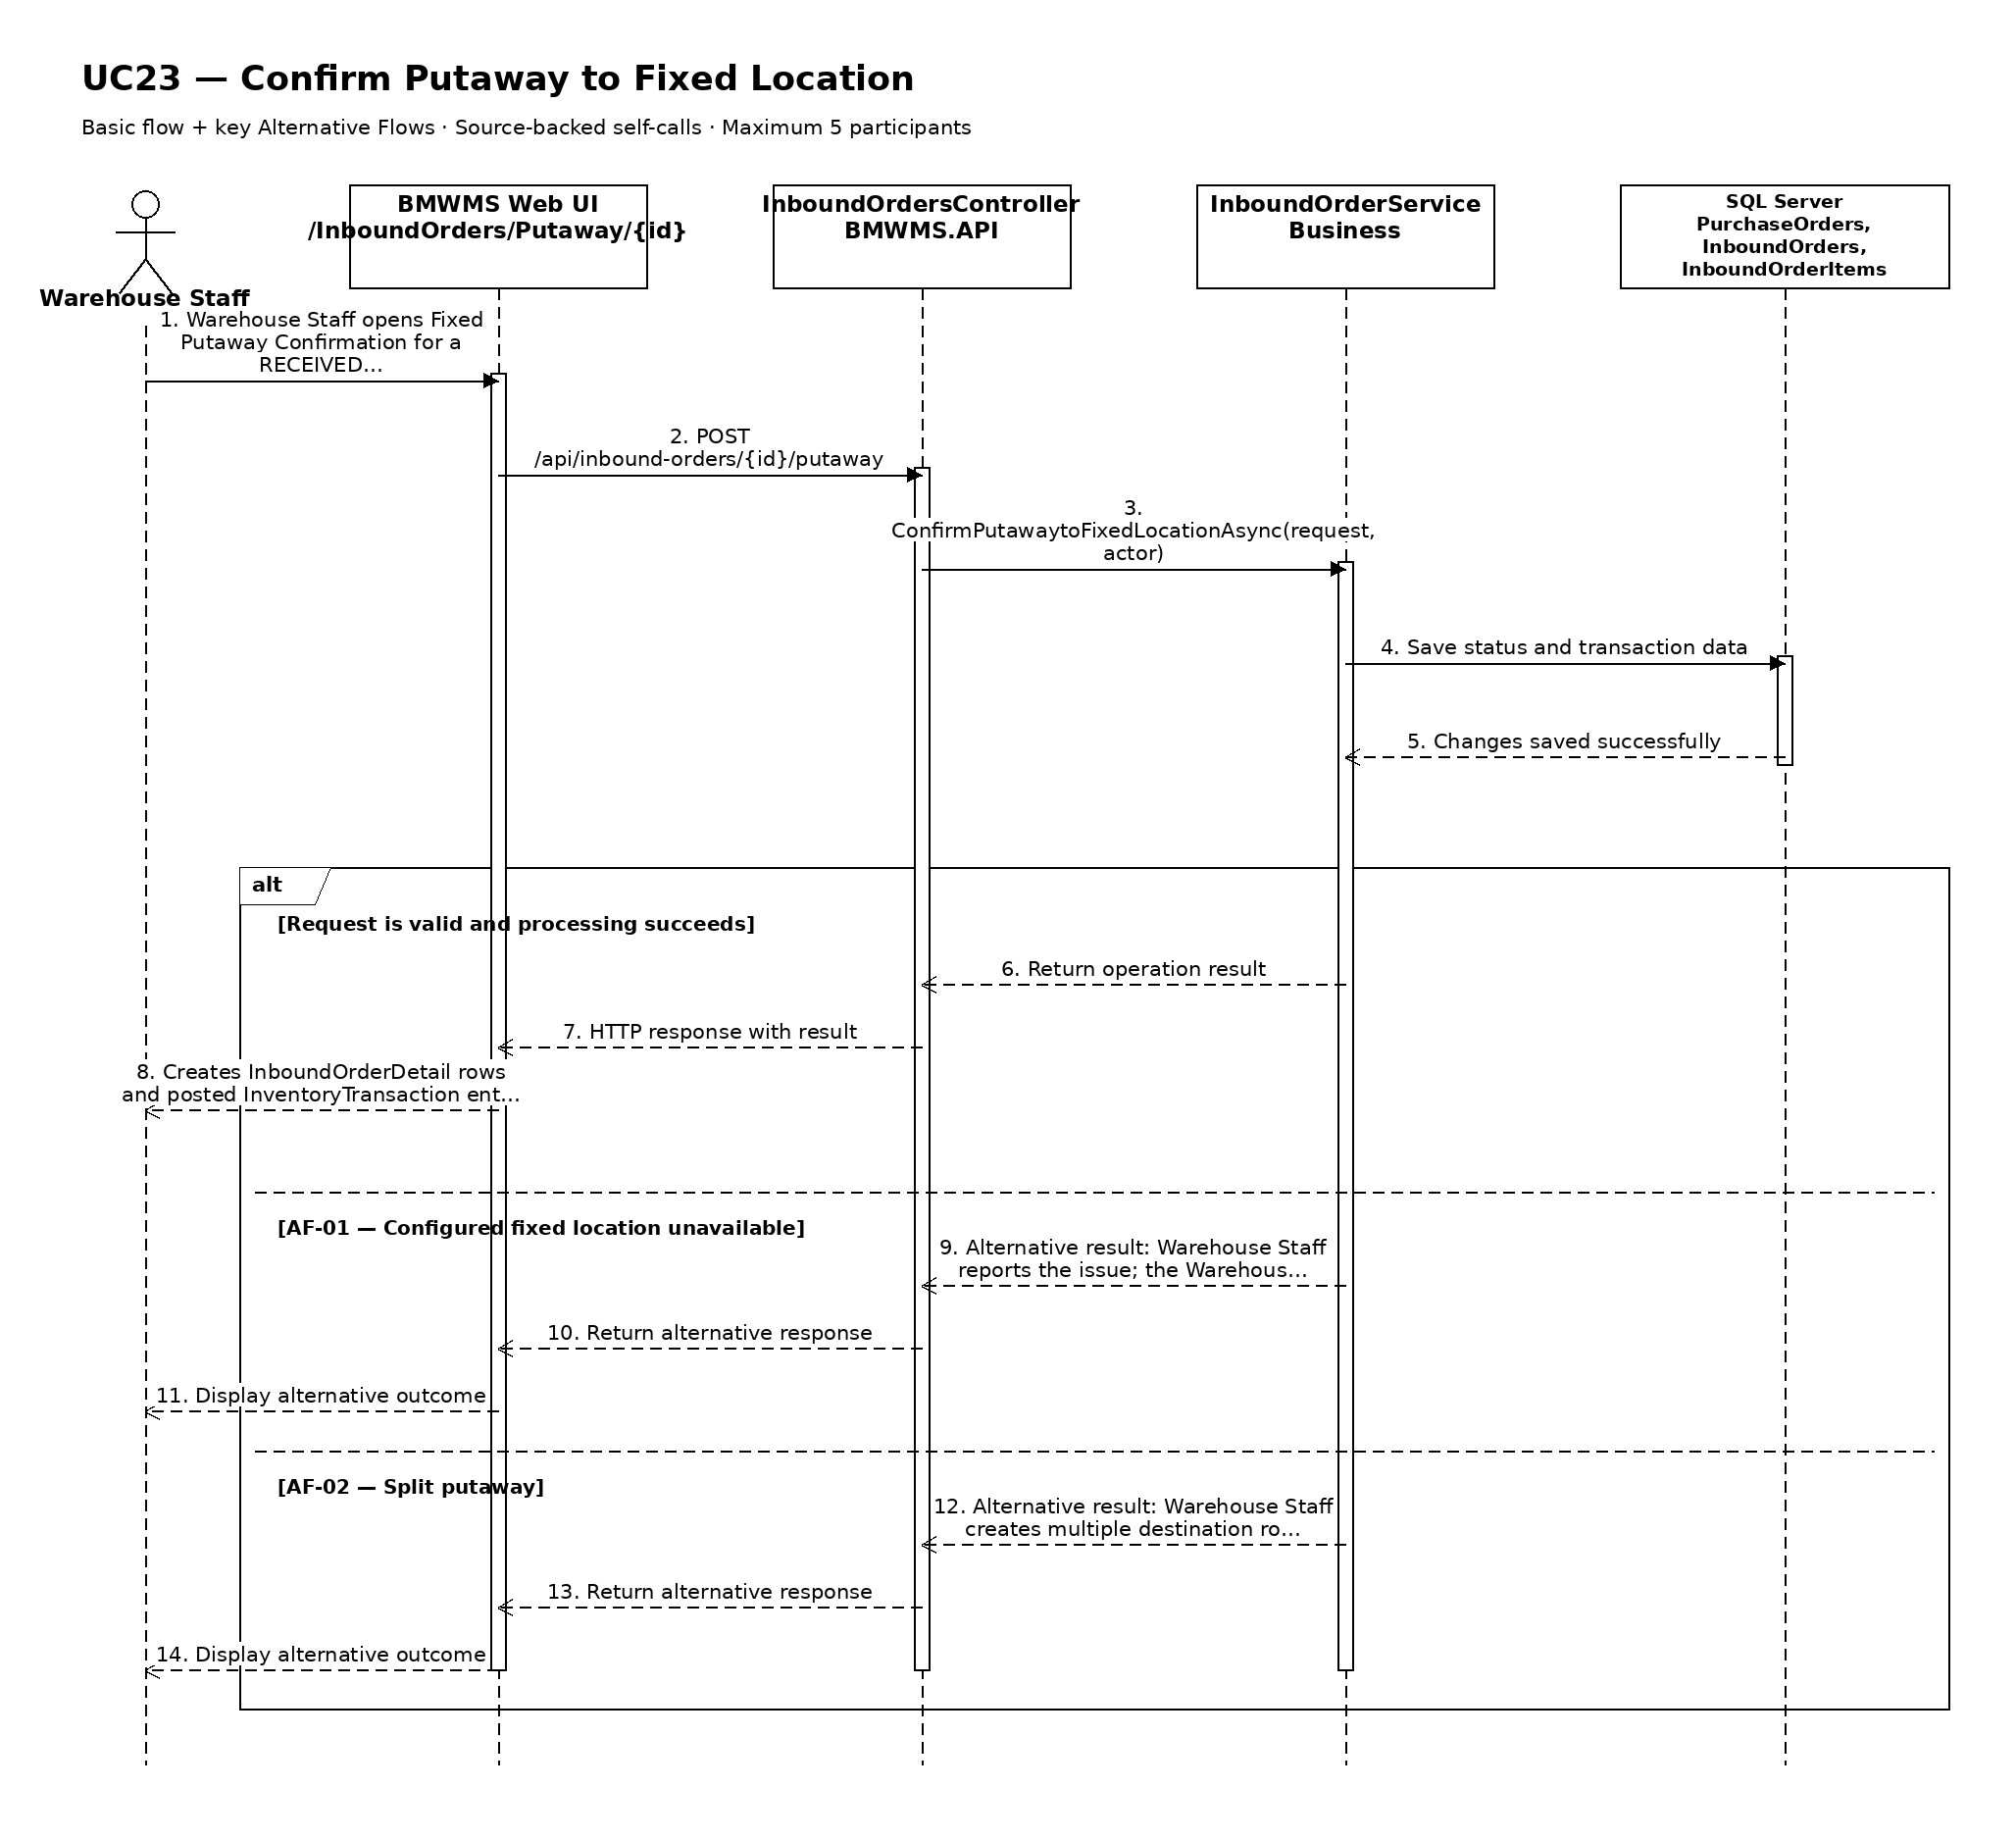 UC23 — Confirm Putaway to Fixed Location
Basic flow + key Alternative Flows · Source-backed self-calls · Maximum 5 participants
Warehouse Staff
BMWMS Web UI
/InboundOrders/Putaway/{id}
InboundOrdersController
BMWMS.API
InboundOrderService
Business
SQL Server
PurchaseOrders,
InboundOrders,
InboundOrderItems
1. Warehouse Staff opens Fixed
Putaway Confirmation for a
RECEIVED...
2. POST
/api/inbound-orders/{id}/putaway
3.
ConfirmPutawaytoFixedLocationAsync(request,
actor)
4. Save status and transaction data
5. Changes saved successfully
alt
[Request is valid and processing succeeds]
6. Return operation result
7. HTTP response with result
8. Creates InboundOrderDetail rows
and posted InventoryTransaction ent...
[AF-01 — Configured fixed location unavailable]
9. Alternative result: Warehouse Staff
reports the issue; the Warehous...
10. Return alternative response
11. Display alternative outcome
[AF-02 — Split putaway]
12. Alternative result: Warehouse Staff
creates multiple destination ro...
13. Return alternative response
14. Display alternative outcome